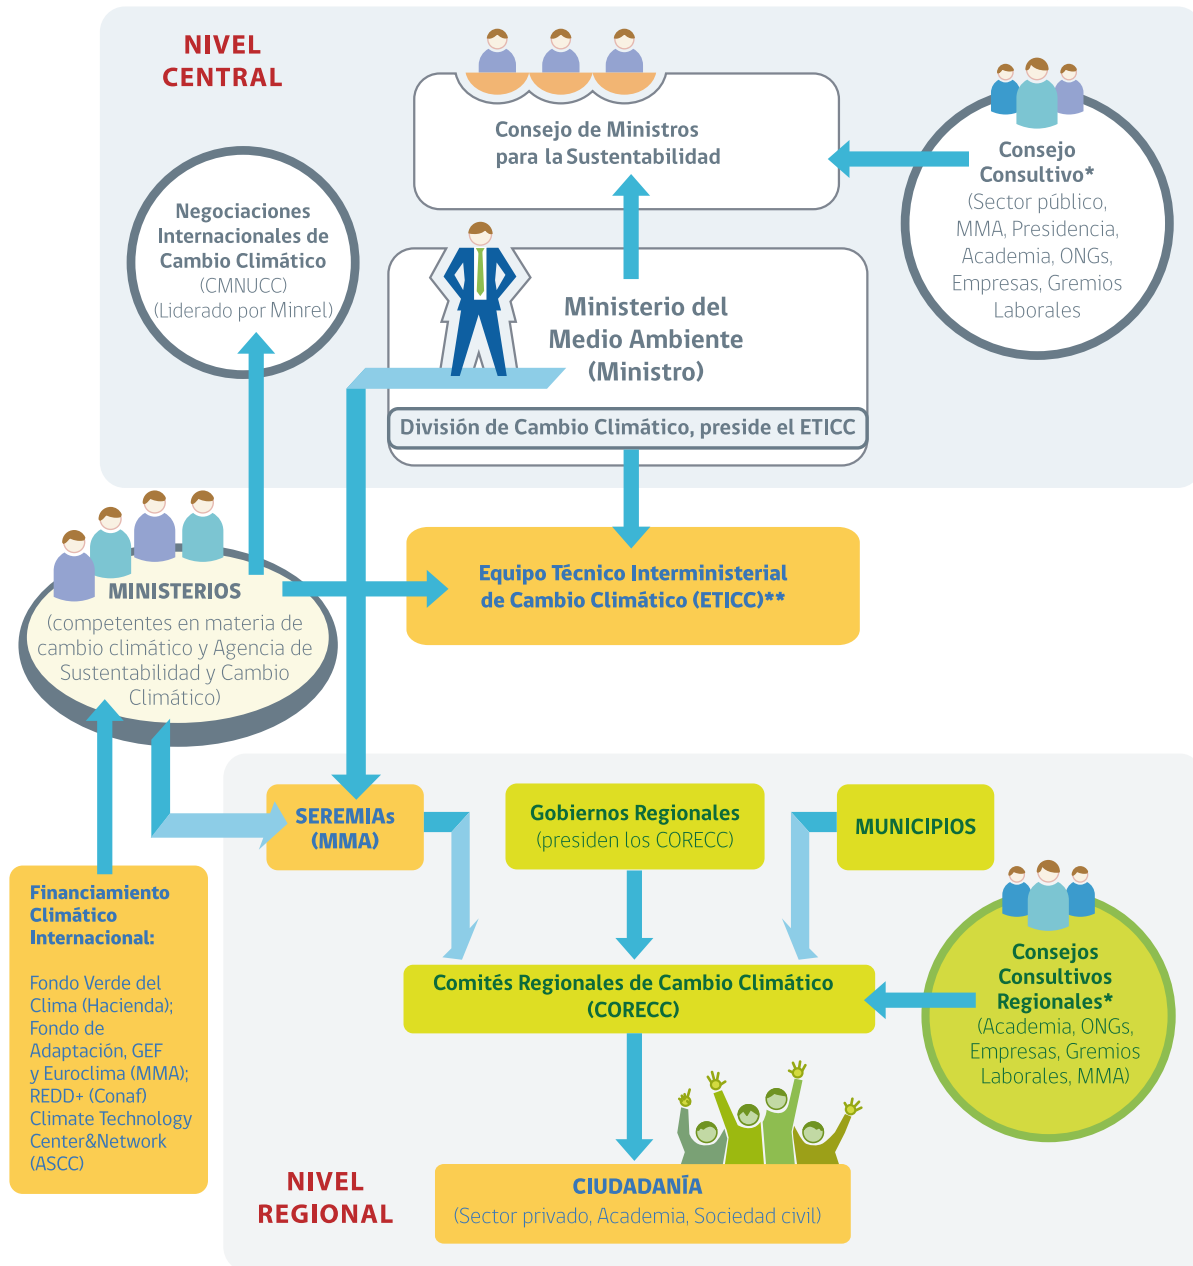 NIVEL
CENTRAL
Consejo de Ministros
para la Sustentabilidad
Consejo
Consultivo*
(Sector público,
MMA, Presidencia,
Academia, ONGs,
Empresas, Gremios
Laborales
Negociaciones
Internacionales de
Cambio Climático
(CMNUCC)
(Liderado por Minrel)
Ministerio del
Medio Ambiente
(Ministro)
División de Cambio Climático, preside el ETICC
Equipo Técnico Interministerial
de Cambio Climático (ETICC)**
MINISTERIOS
(competentes en materia de
cambio climático y Agencia de
Sustentabilidad y Cambio
Climático)
SEREMIAs
(MMA)
Gobiernos Regionales
(presiden los CORECC)
MUNICIPIOS
Financiamiento
Climático
Internacional:
Fondo Verde del
Clima (Hacienda);
Fondo de
Adaptación, GEF
y Euroclima (MMA);
REDD+ (Conaf)
Climate Technology
Center&Network
(ASCC)
Comités Regionales de Cambio Climático
(CORECC)
Consejos
Consultivos
Regionales*
(Academia, ONGs,
Empresas, Gremios
Laborales, MMA)
NIVEL
REGIONAL
CIUDADANÍA
(Sector privado, Academia, Sociedad civil)